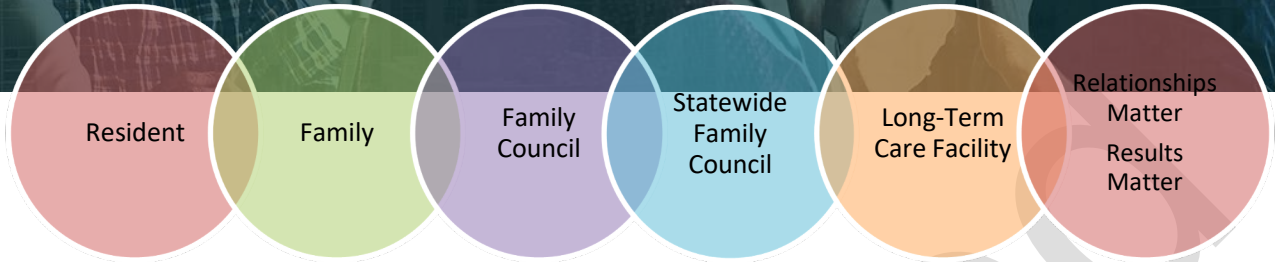 Resident
Family
Family
Council
Statewide
Family
Council
Long-Term
Care Facility
Relationships
Matter
Results
Matter